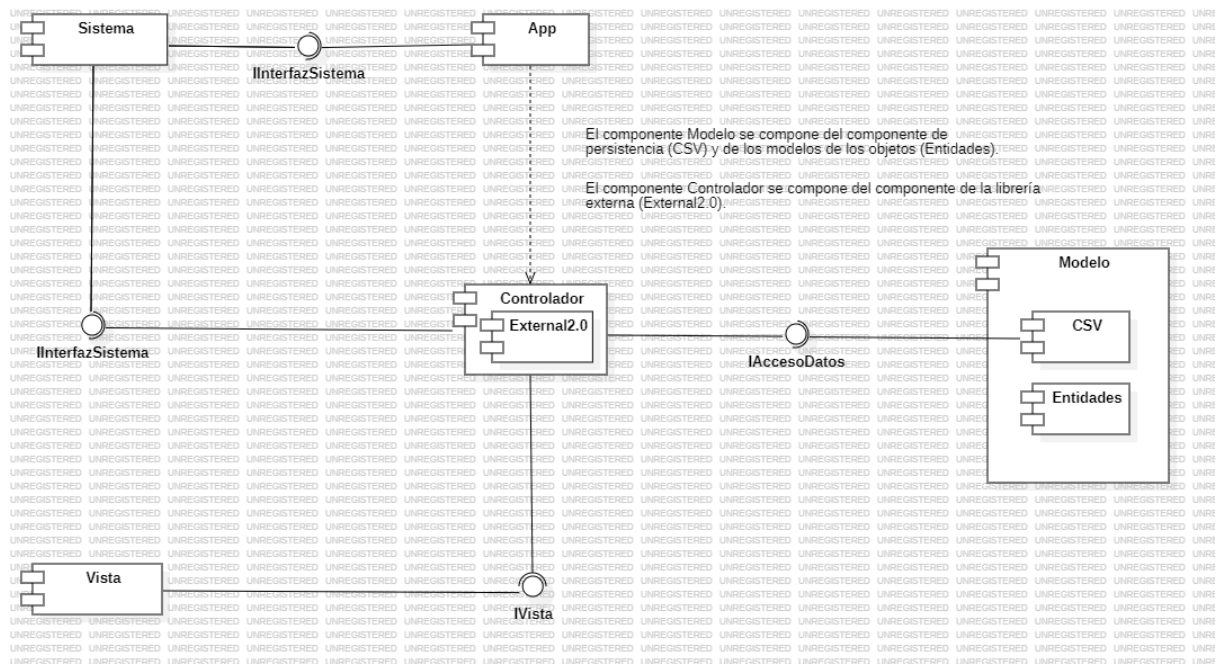 Sistema
App
IInterfazSistema
El componente Modelo se compone del componente de
persistencia (CSV) y de los modelos de los objetos (Entidades).
El componente Controlador se compone del componente de la librería
externa (External2.0).
Modelo
Controlador
External2.0
CSV
IInterfazSistema
IAccesoDatos
Entidades
Vista
IVista
UNREGISTERED